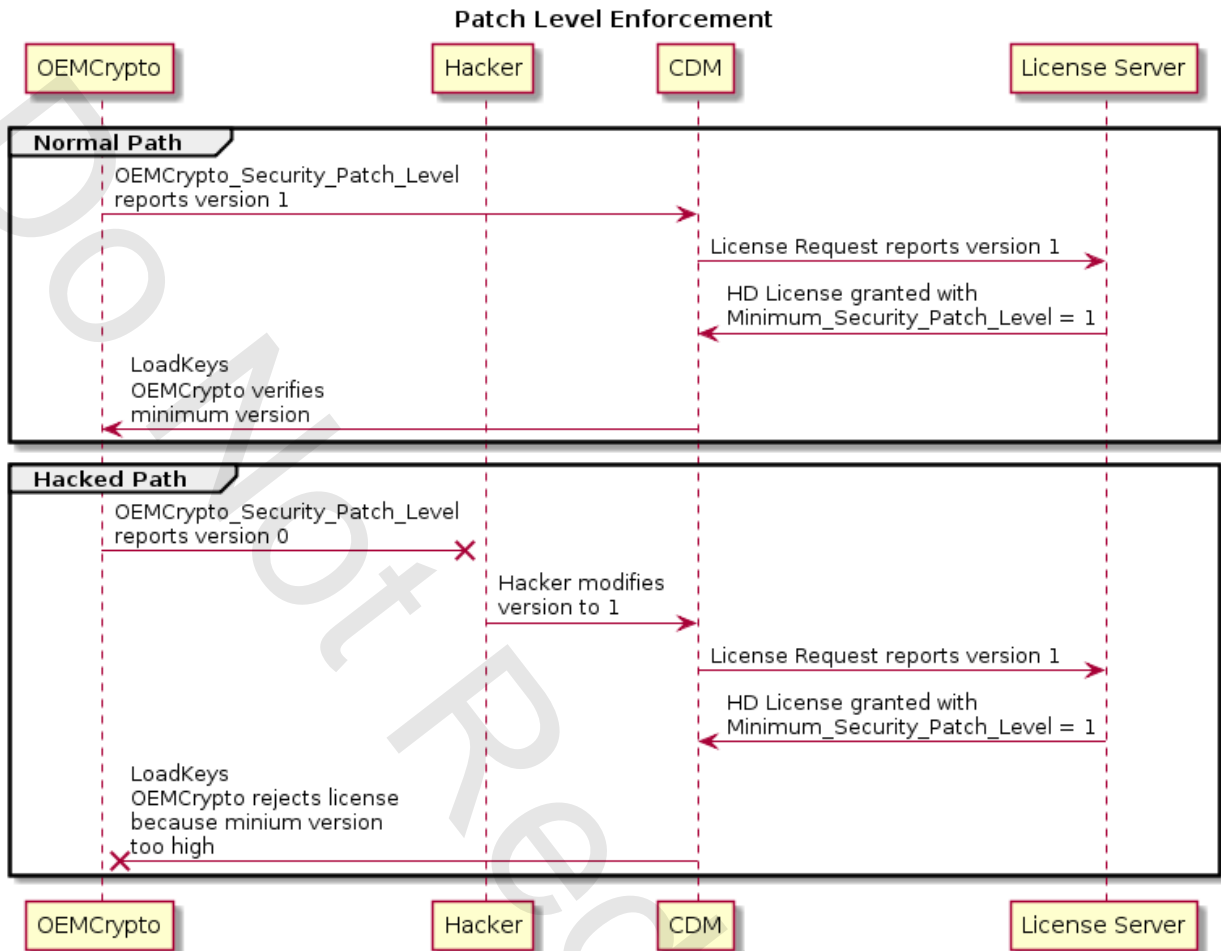 Patch Level Enforcement
OEMCrypto
Hacker
CDM
License Server
Normal Path
OEMCrypto_Security_Patch_Level
reports version 1
License Request reports version 1
HD License granted with
Minimum_Security_Patch_Level = 1
LoadKeys
OEMCrypto verifies
minimum version
Hacked Path
OEMCrypto_Security_Patch_Level
reports version 0
Hacker modifies
version to 1
License Request reports version 1
HD License granted with
Minimum_Security_Patch_Level = 1
LoadKeys
OEMCrypto rejects license
because minium version
too high
OEMCrypto
Hacker
CDM
License Server
Do Not Red